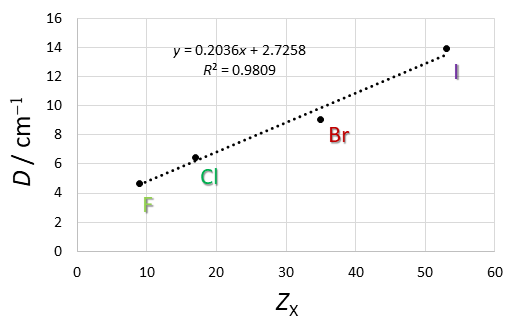 16
14
12
10
8
6
4
2
0
D / cm⁻¹
y = 0.2036x + 2.7258
R² = 0.9809
F
Cl
Br
I
0 10 20 30 40 50 60
Z_X